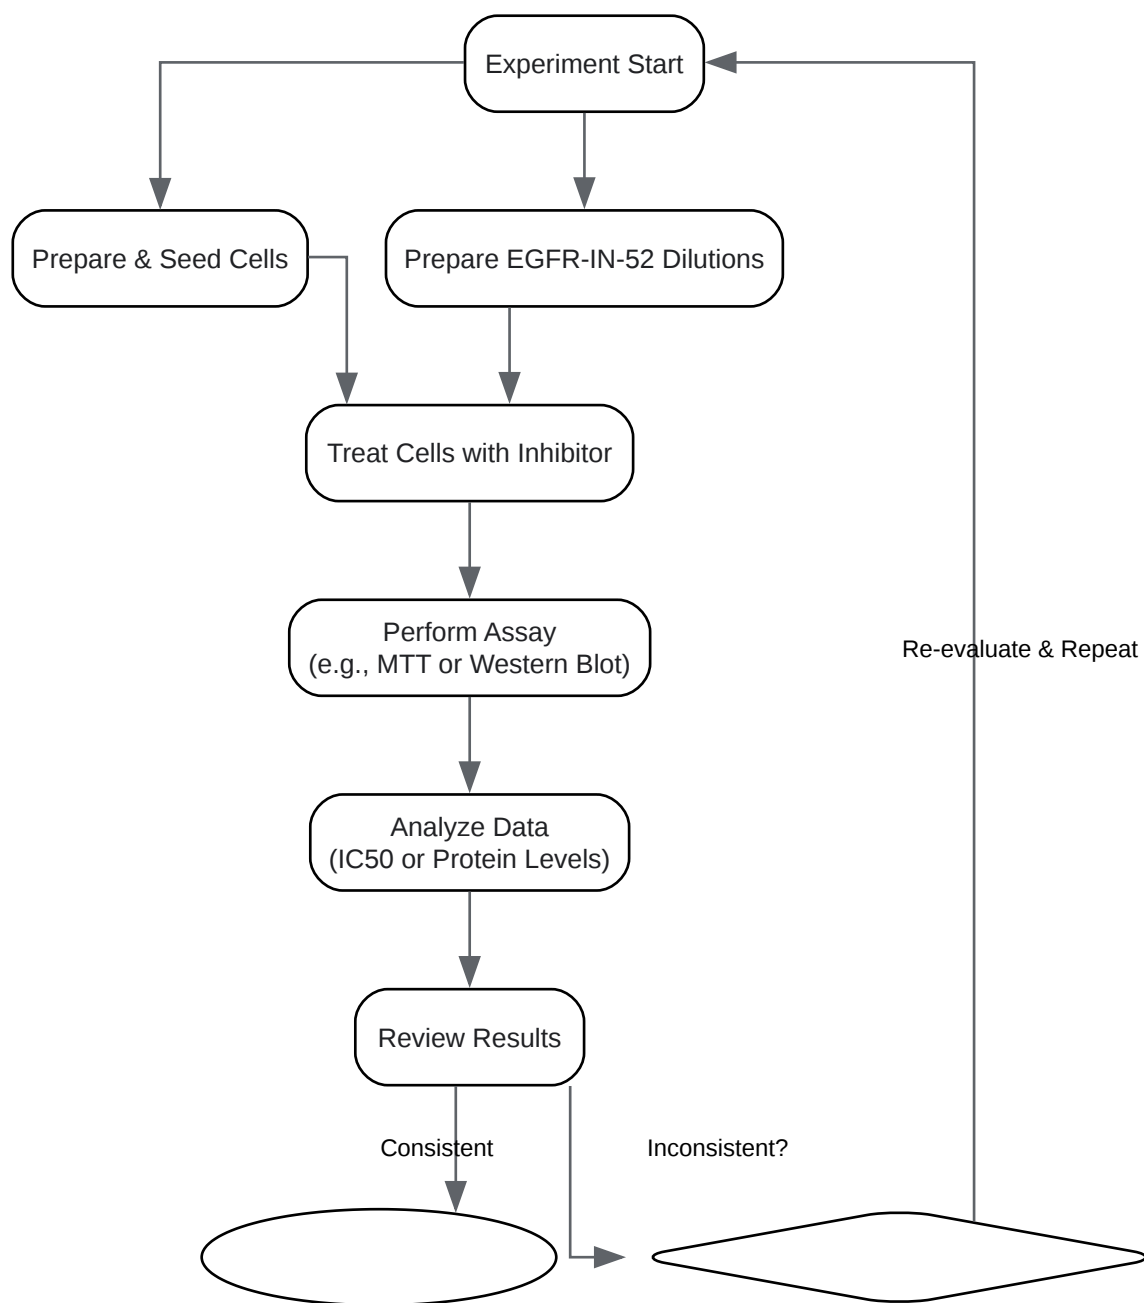 Experiment Start
Prepare & Seed Cells
Prepare EGFR-IN-52 Dilutions
Treat Cells with Inhibitor
Perform Assay
(e.g., MTT or Western Blot)
Re-evaluate & Repeat
Analyze Data
(IC50 or Protein Levels)
Review Results
Consistent
Inconsistent?